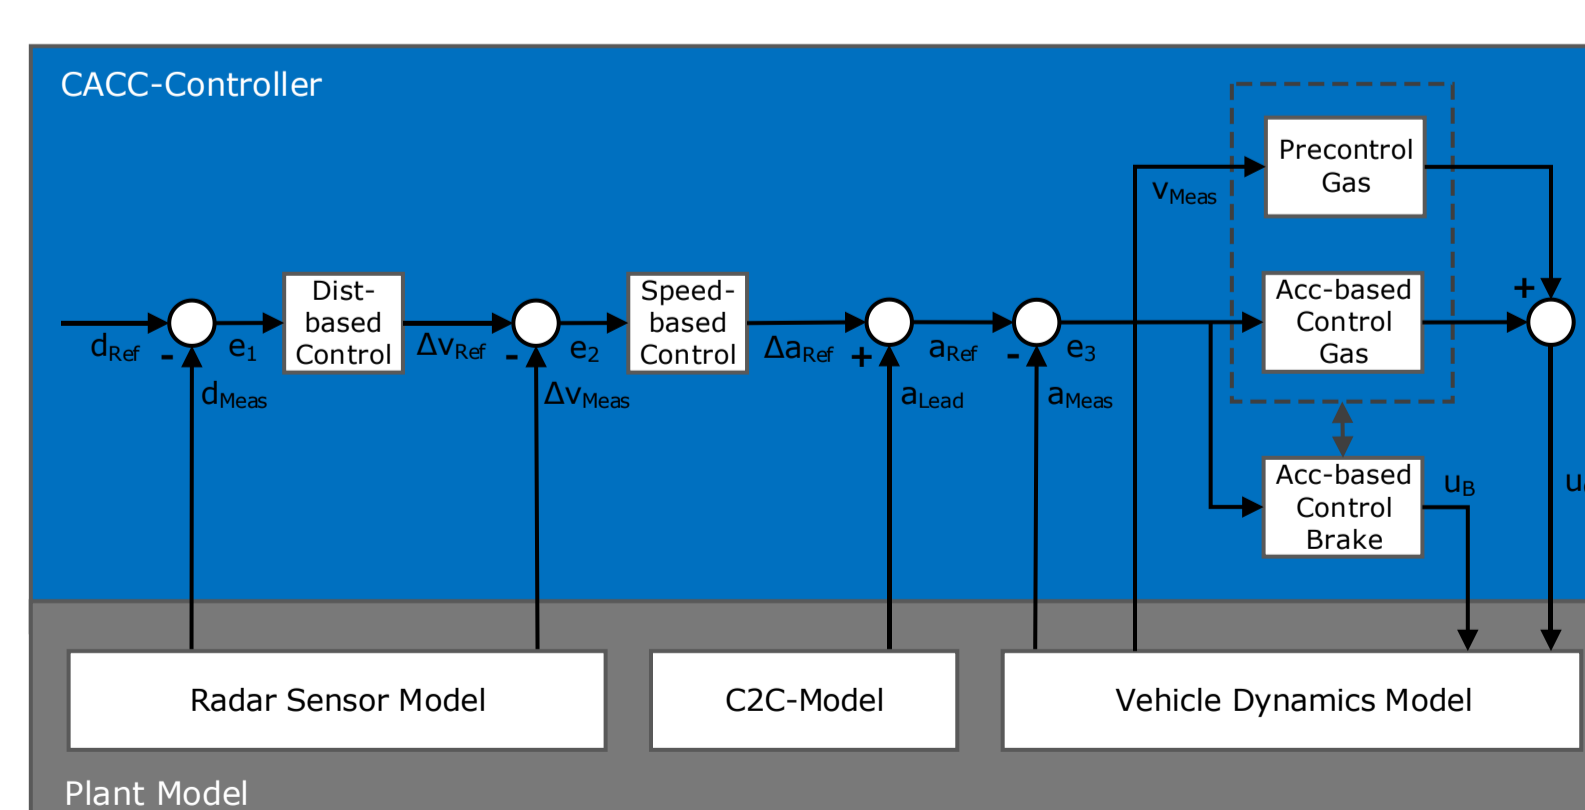 CACC-Controller
Precontrol
Gas
vMeas
+
Dist-
based
Control
Speed-
based
Control
Acc-based
Control
Gas
dRef
-
e1
ΔvRef
-
e2
ΔaRef
+
aRef
-
e3
dMeas
ΔvMeas
aLead
aMeas
Acc-based
Control
Brake
uB
Radar Sensor Model
C2C-Model
Vehicle Dynamics Model
Plant Model